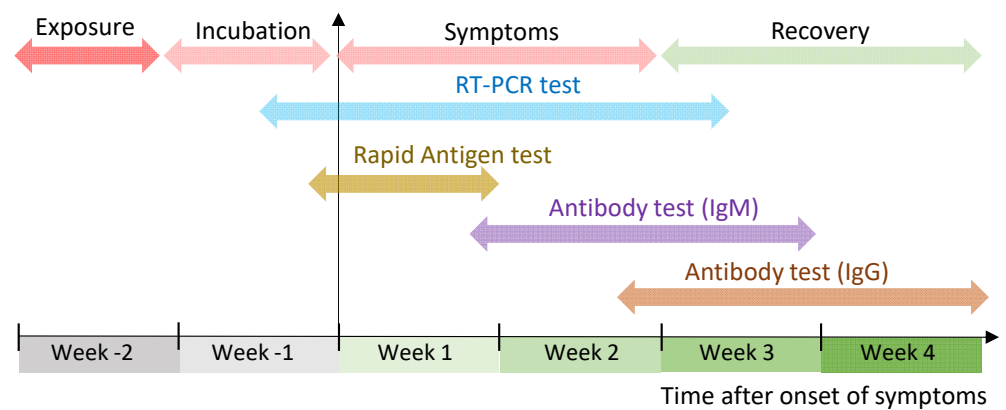 Exposure
Incubation
Symptoms
Recovery
RT-PCR test
Rapid Antigen test
Antibody test (IgM)
Antibody test (IgG)
Week -2
Week -1
Week 1
Week 2
Week 3
Week 4
Time after onset of symptoms